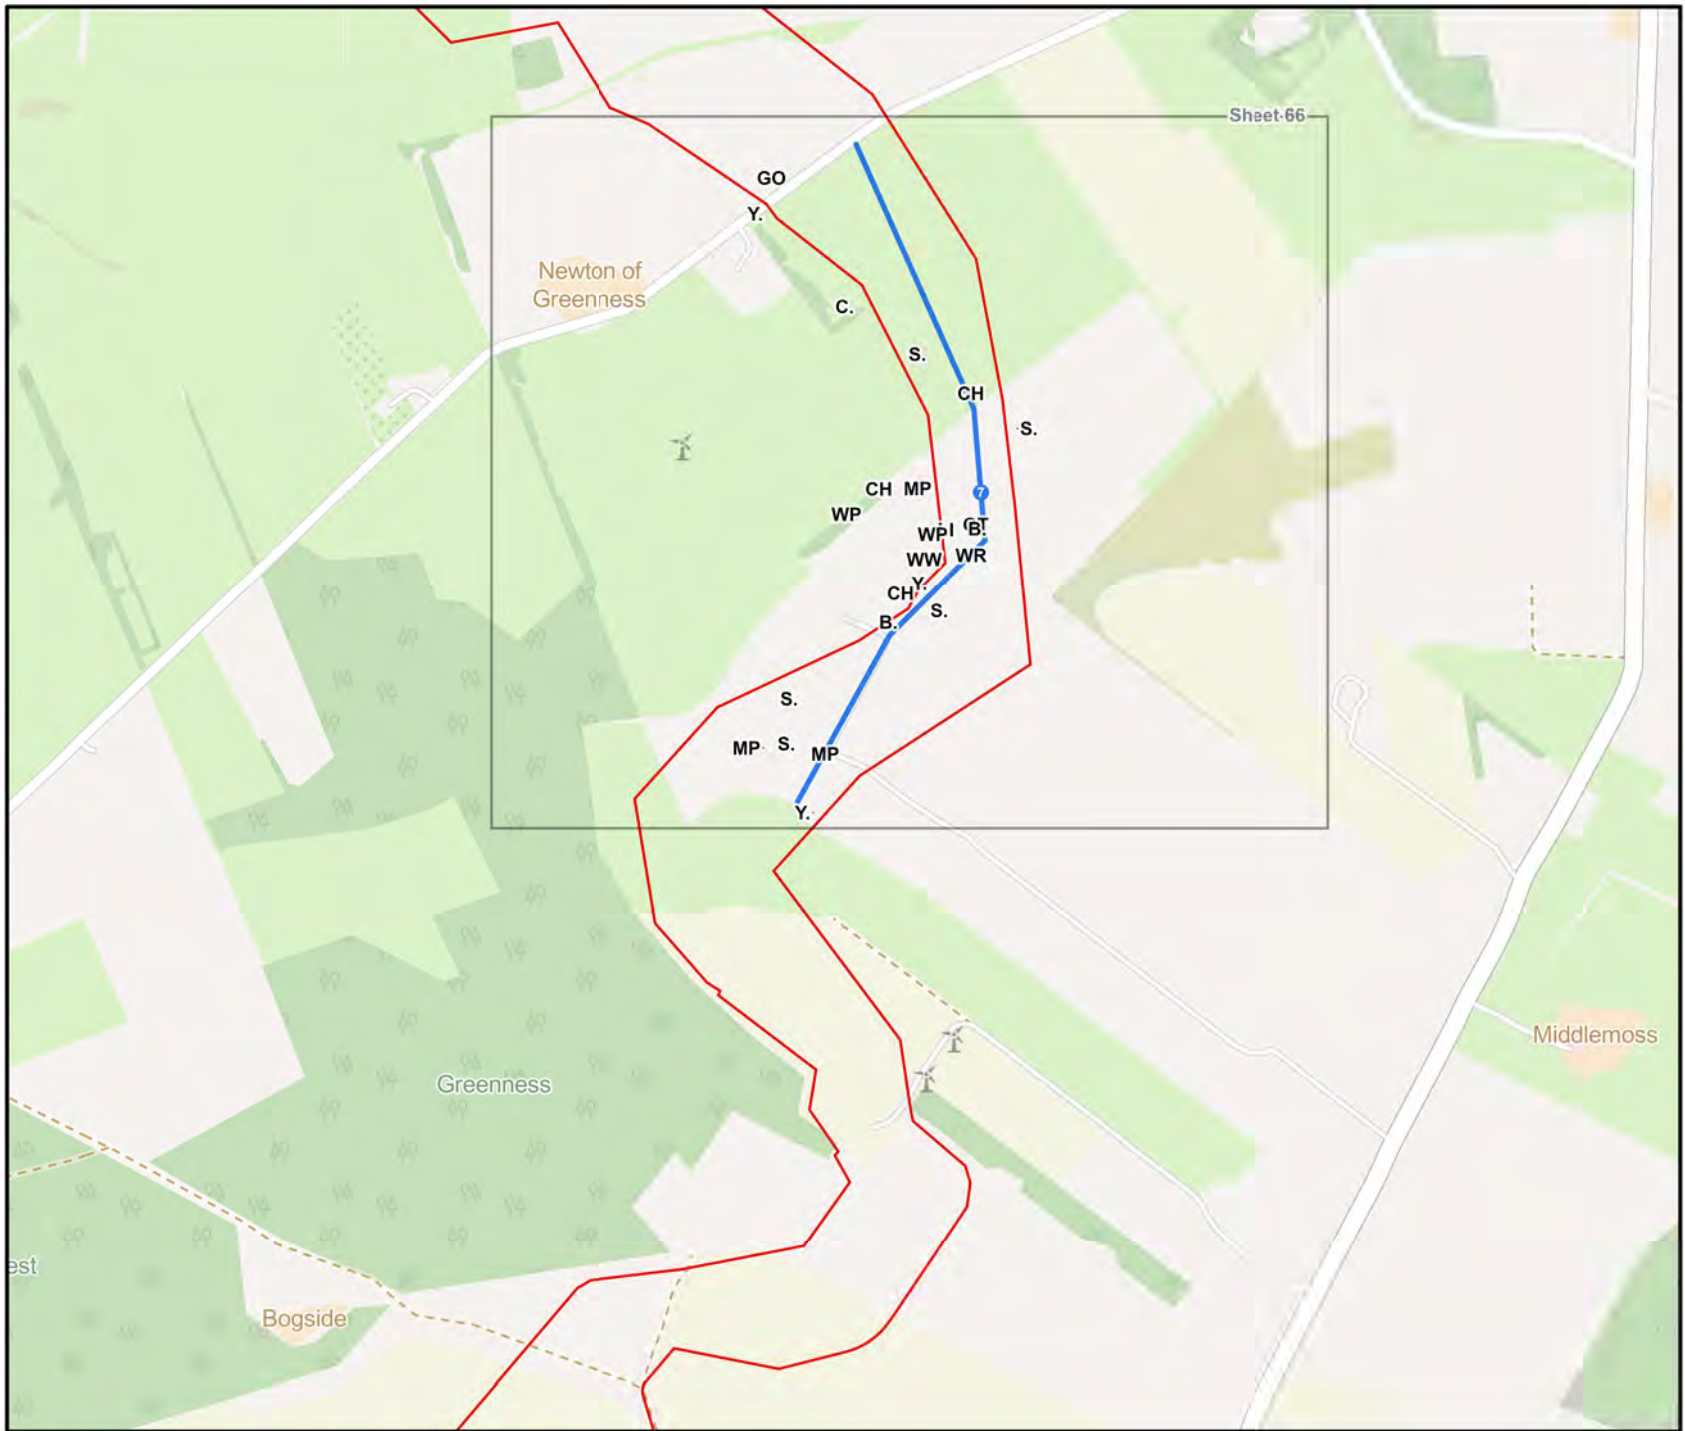 Sheet-66
GO
Y.
Newton of
Greenness
C.
S.
CH
S.
CH MP
7
WP
WP I B.
WW WR
Y.
CH
S.
B.
S.
MP S. MP
Y.
Middlemoss
Greenness
est
Bogside